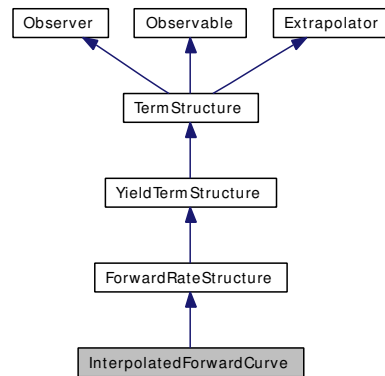 Observer
Observable
Extrapolator
TermStructure
YieldTermStructure
ForwardRateStructure
InterpolatedForwardCurve